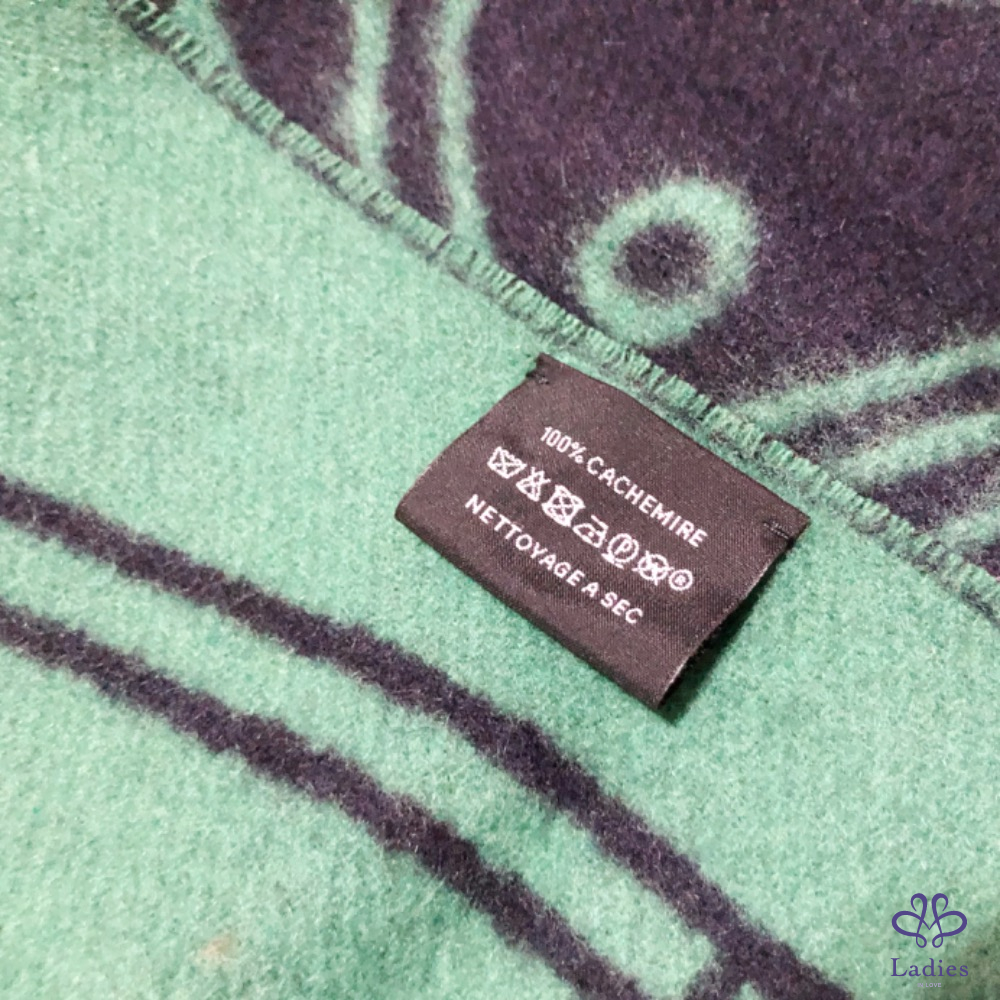 100% CACHEMIRE
P ®
NETTOYAGE A SEC
Ladies